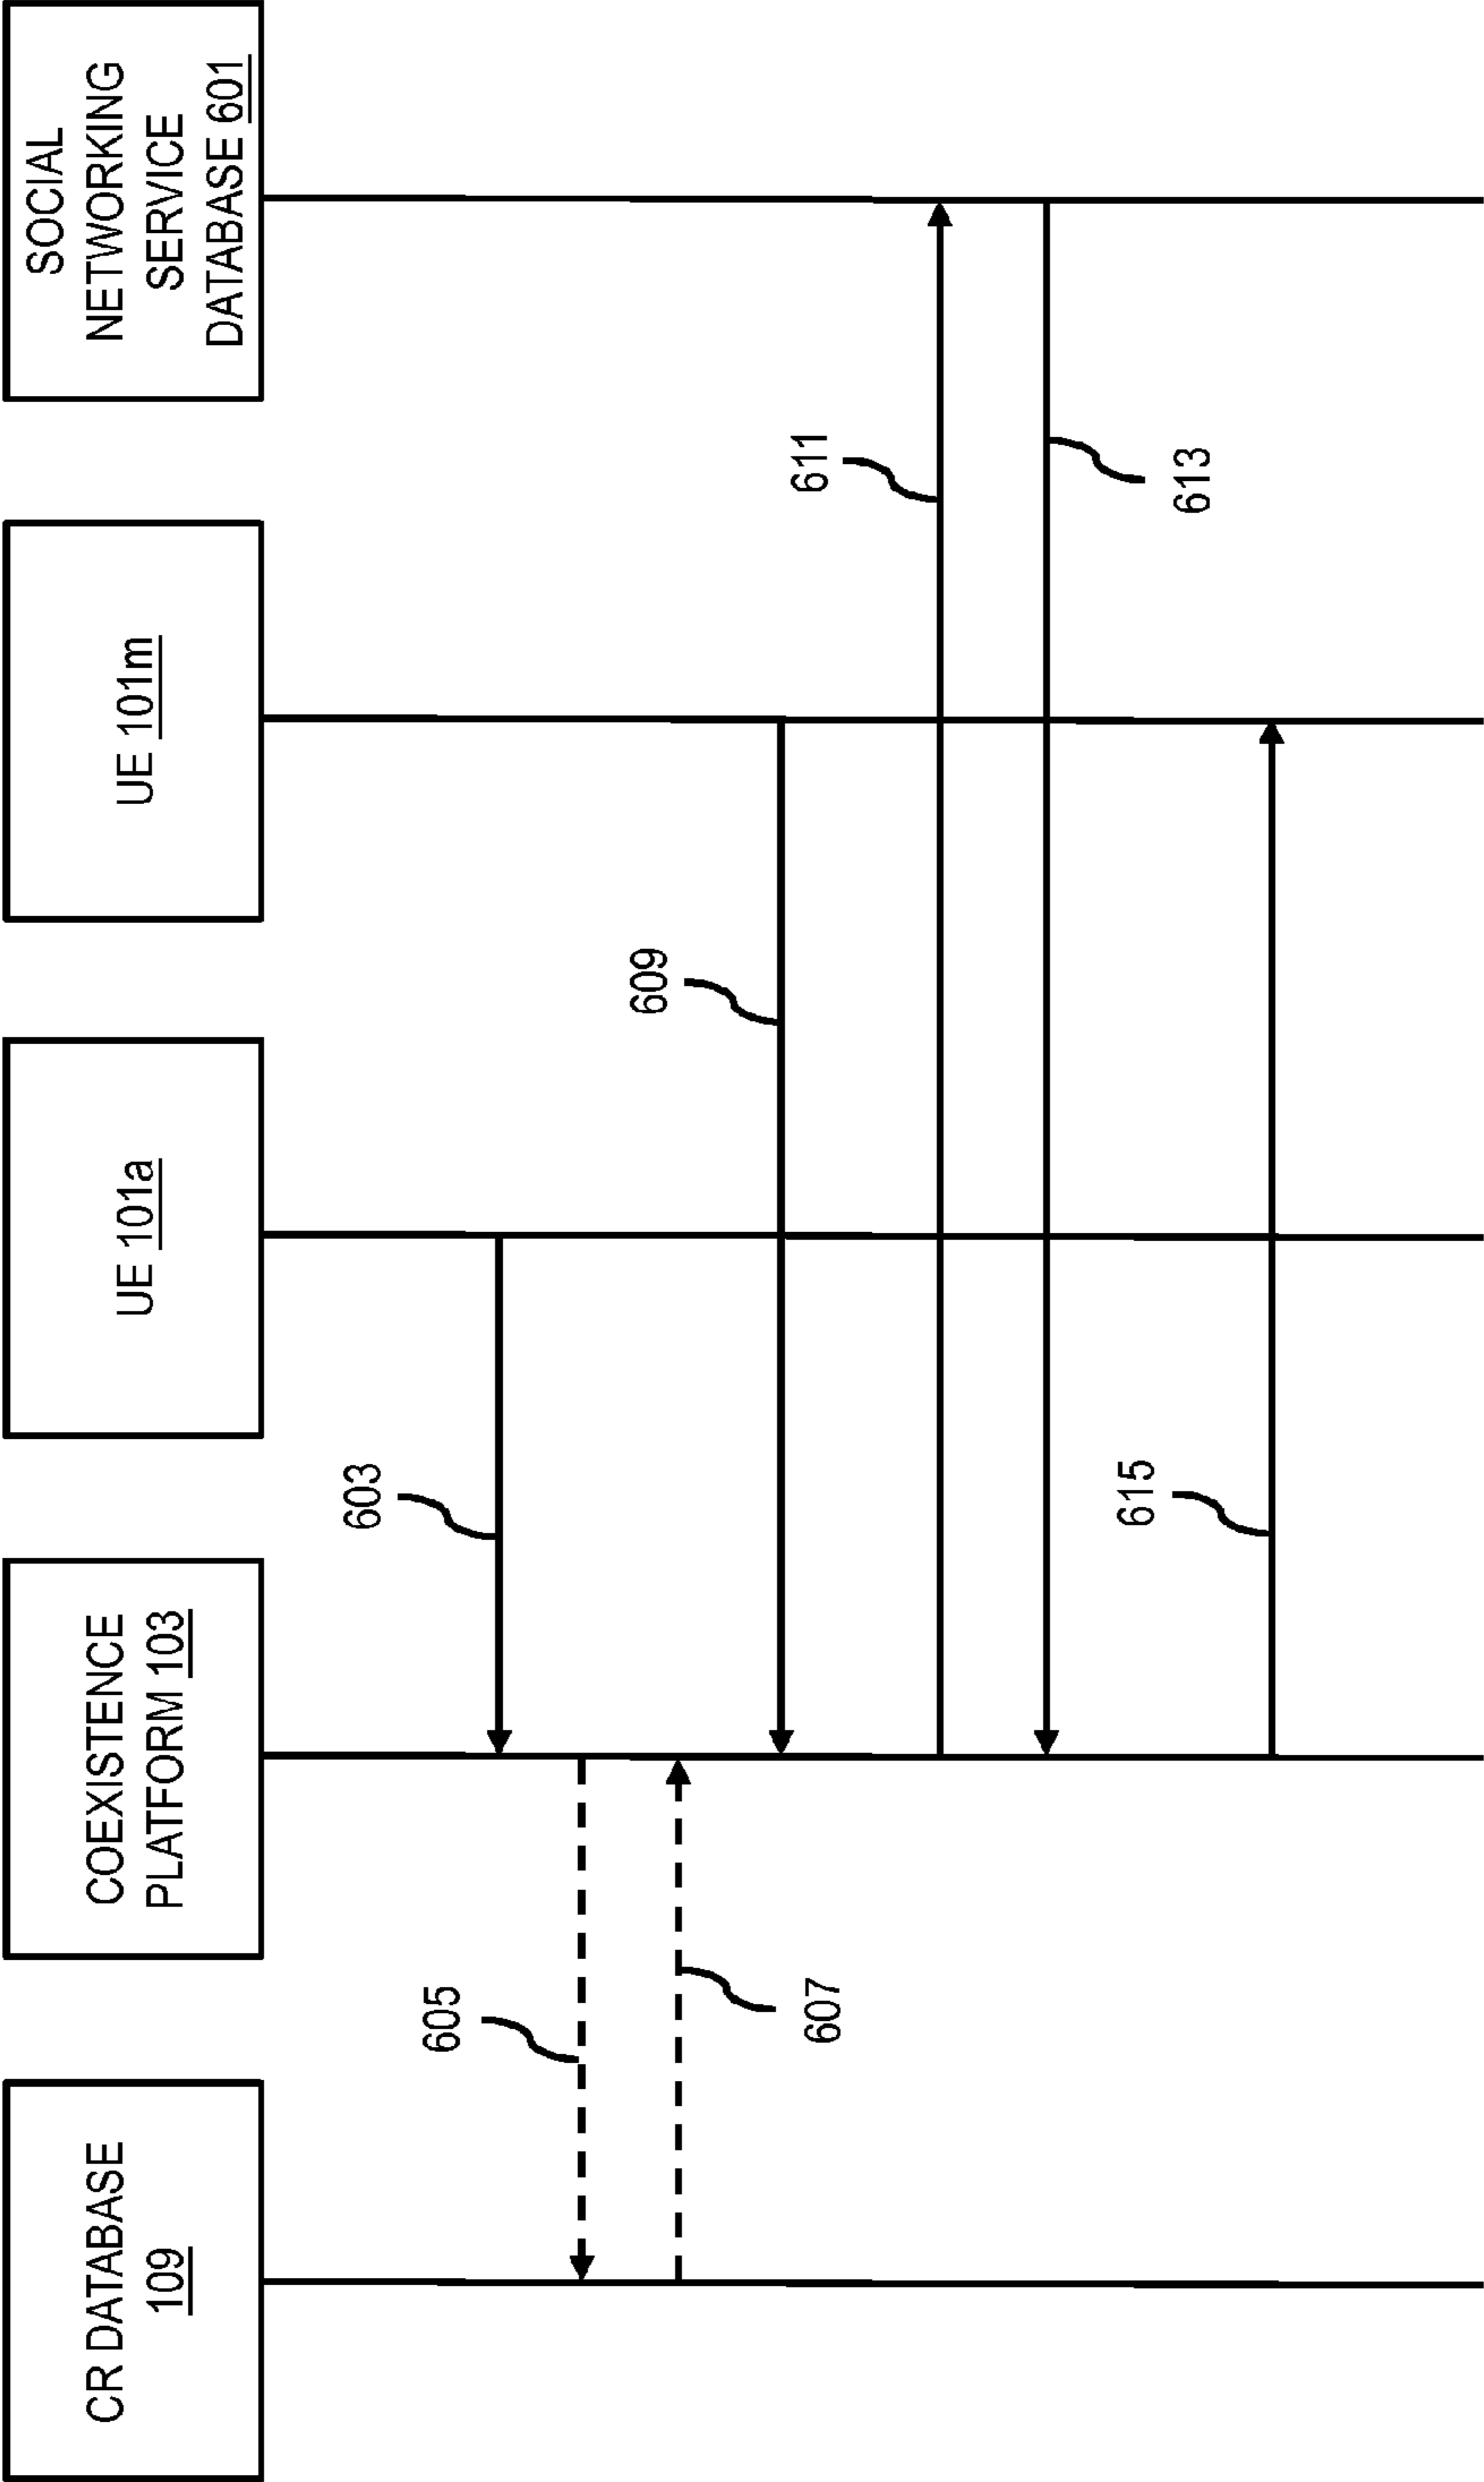 CR DATABASE
109
COEXISTENCE
PLATFORM 103
UE 101a
UE 101m
SOCIAL
NETWORKING
SERVICE
DATABASE 601
603
605
607
609
611
613
615